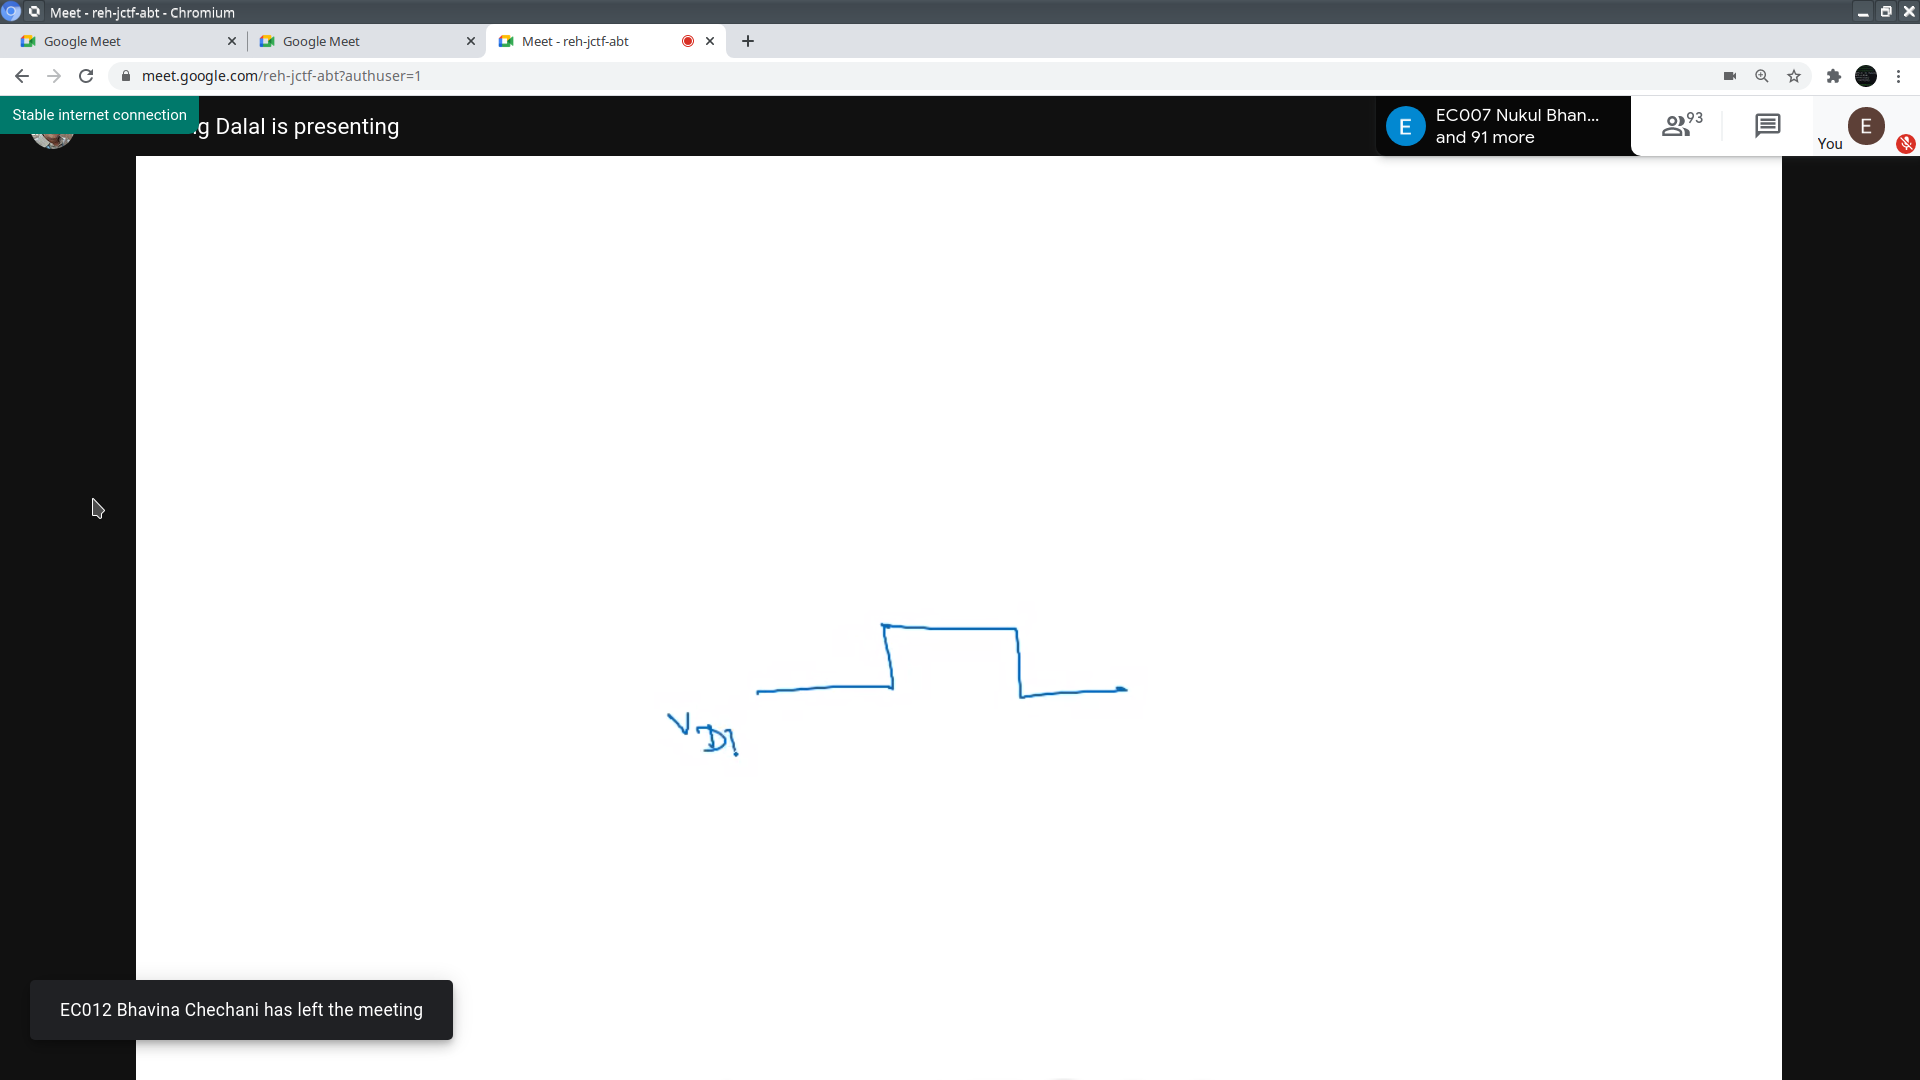 Meet - reh-jctf-abt - Chromium
Google Meet
Google Meet
Meet - reh-jctf-abt
meet.google.com/reh-jctf-abt?authuser=1
Stable internet connection
g Dalal is presenting
E
EC007 Nukul Bhan...
and 91 more
93
You
E
EC012 Bhavina Chechani has left the meeting